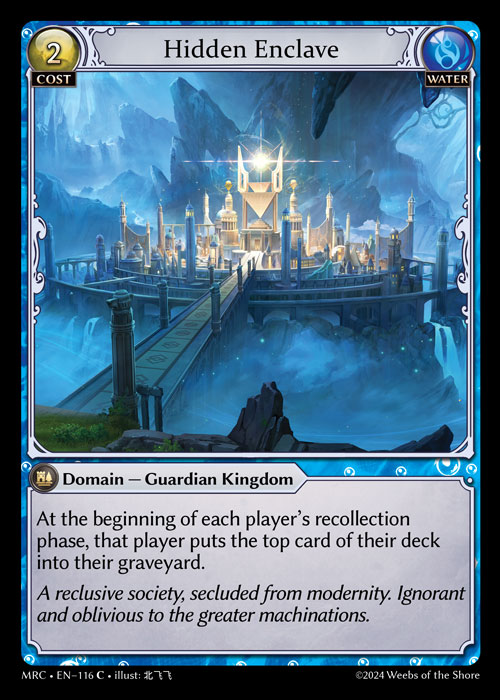 2
COST
Hidden Enclave
WATER
Domain — Guardian Kingdom
At the beginning of each player's recollection
phase, that player puts the top card of their deck
into their graveyard.
A reclusive society, secluded from modernity. Ignorant
and oblivious to the greater machinations.
MRC • EN–116 C • illust: 北飞飞
©2024 Weebs of the Shore